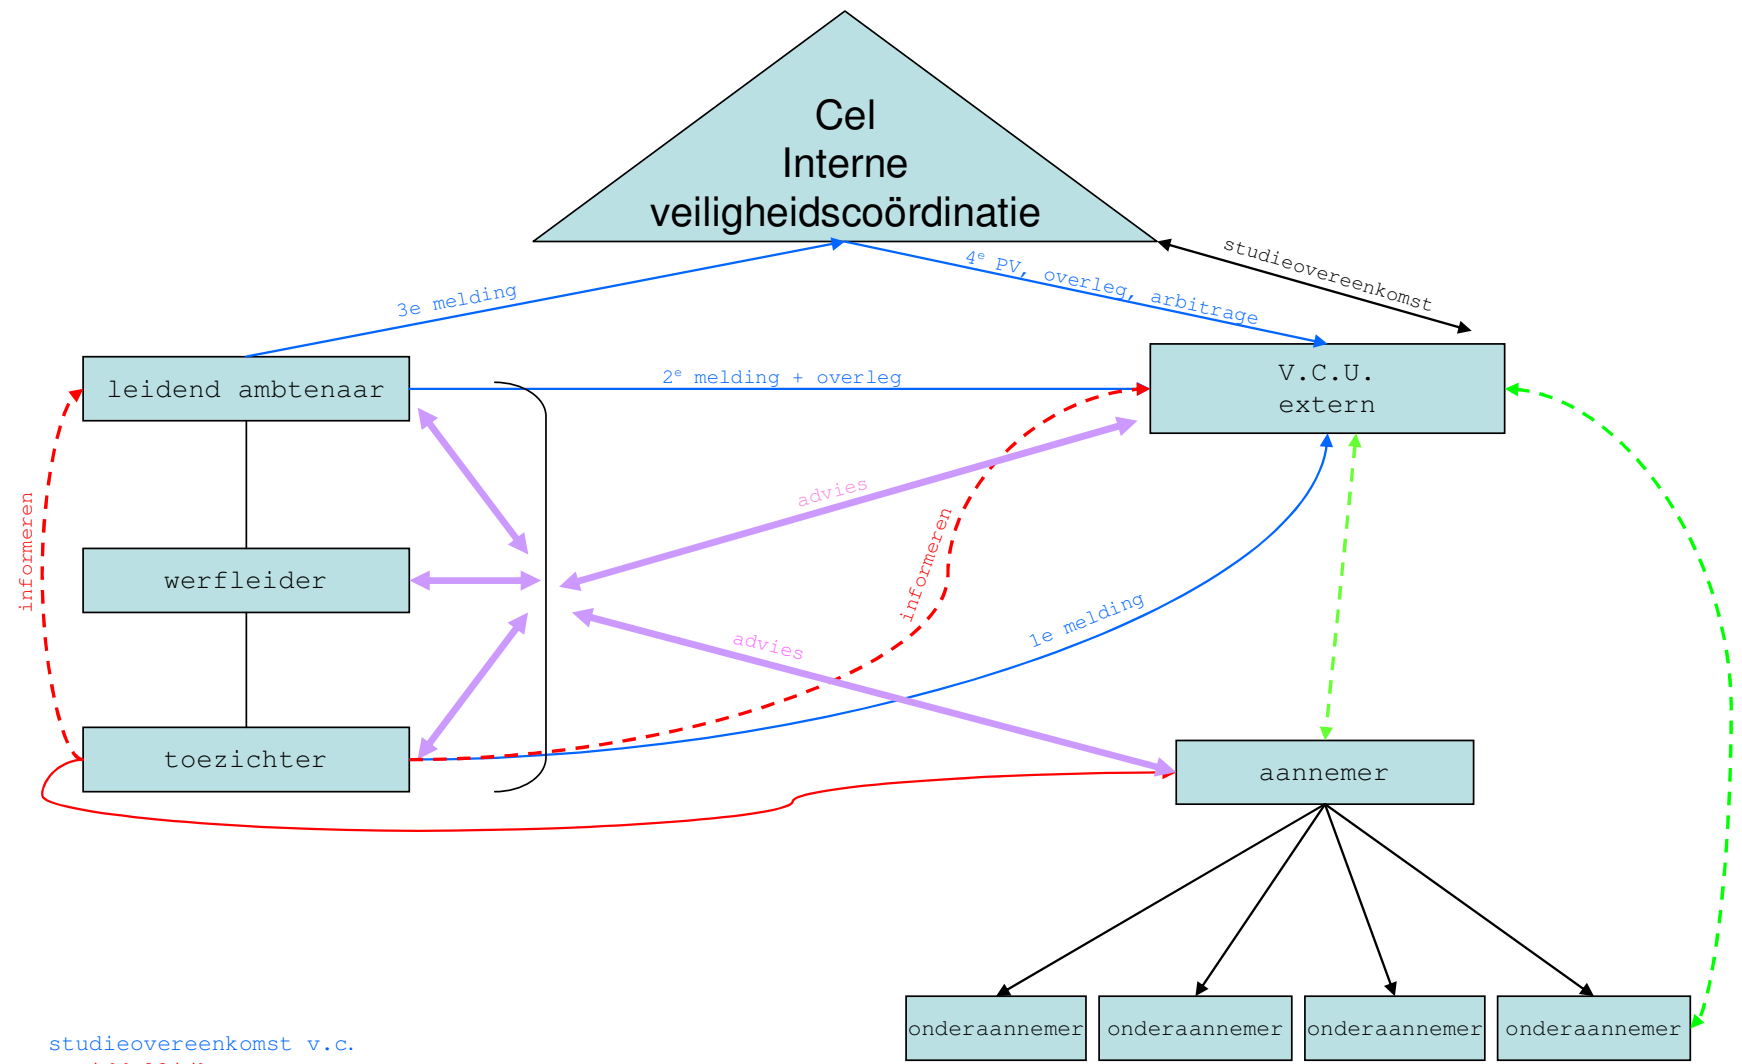 Cel
Interne
veiligheidscoördinatie
studieovereenkomst
4e PV, overleg, arbitrage
3e melding
leidend ambtenaar
2e melding + overleg
V.C.U.
extern
advies
informeren
informeren
werfleider
1e melding
advies
toezichter
aannemer
onderaannemer
onderaannemer
onderaannemer
onderaannemer
studieovereenkomst v.c.